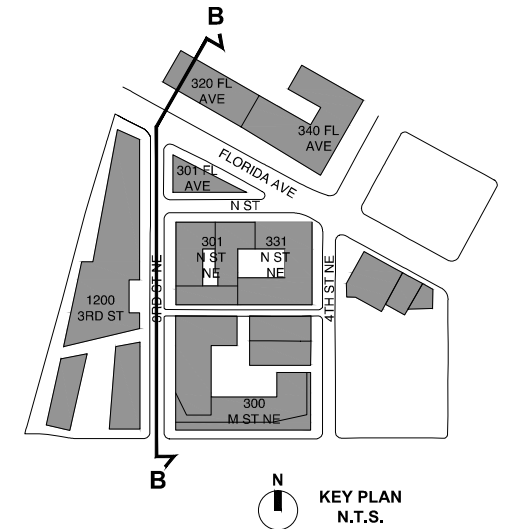 B
320 FL
AVE
340 FL
AVE
FLORIDA AVE
301 FL
AVE
N ST
301
N ST
NE
331
N ST
NE
3RD ST NE
4TH ST NE
1200
3RD ST
300
M ST NE
B
N
KEY PLAN
N.T.S.